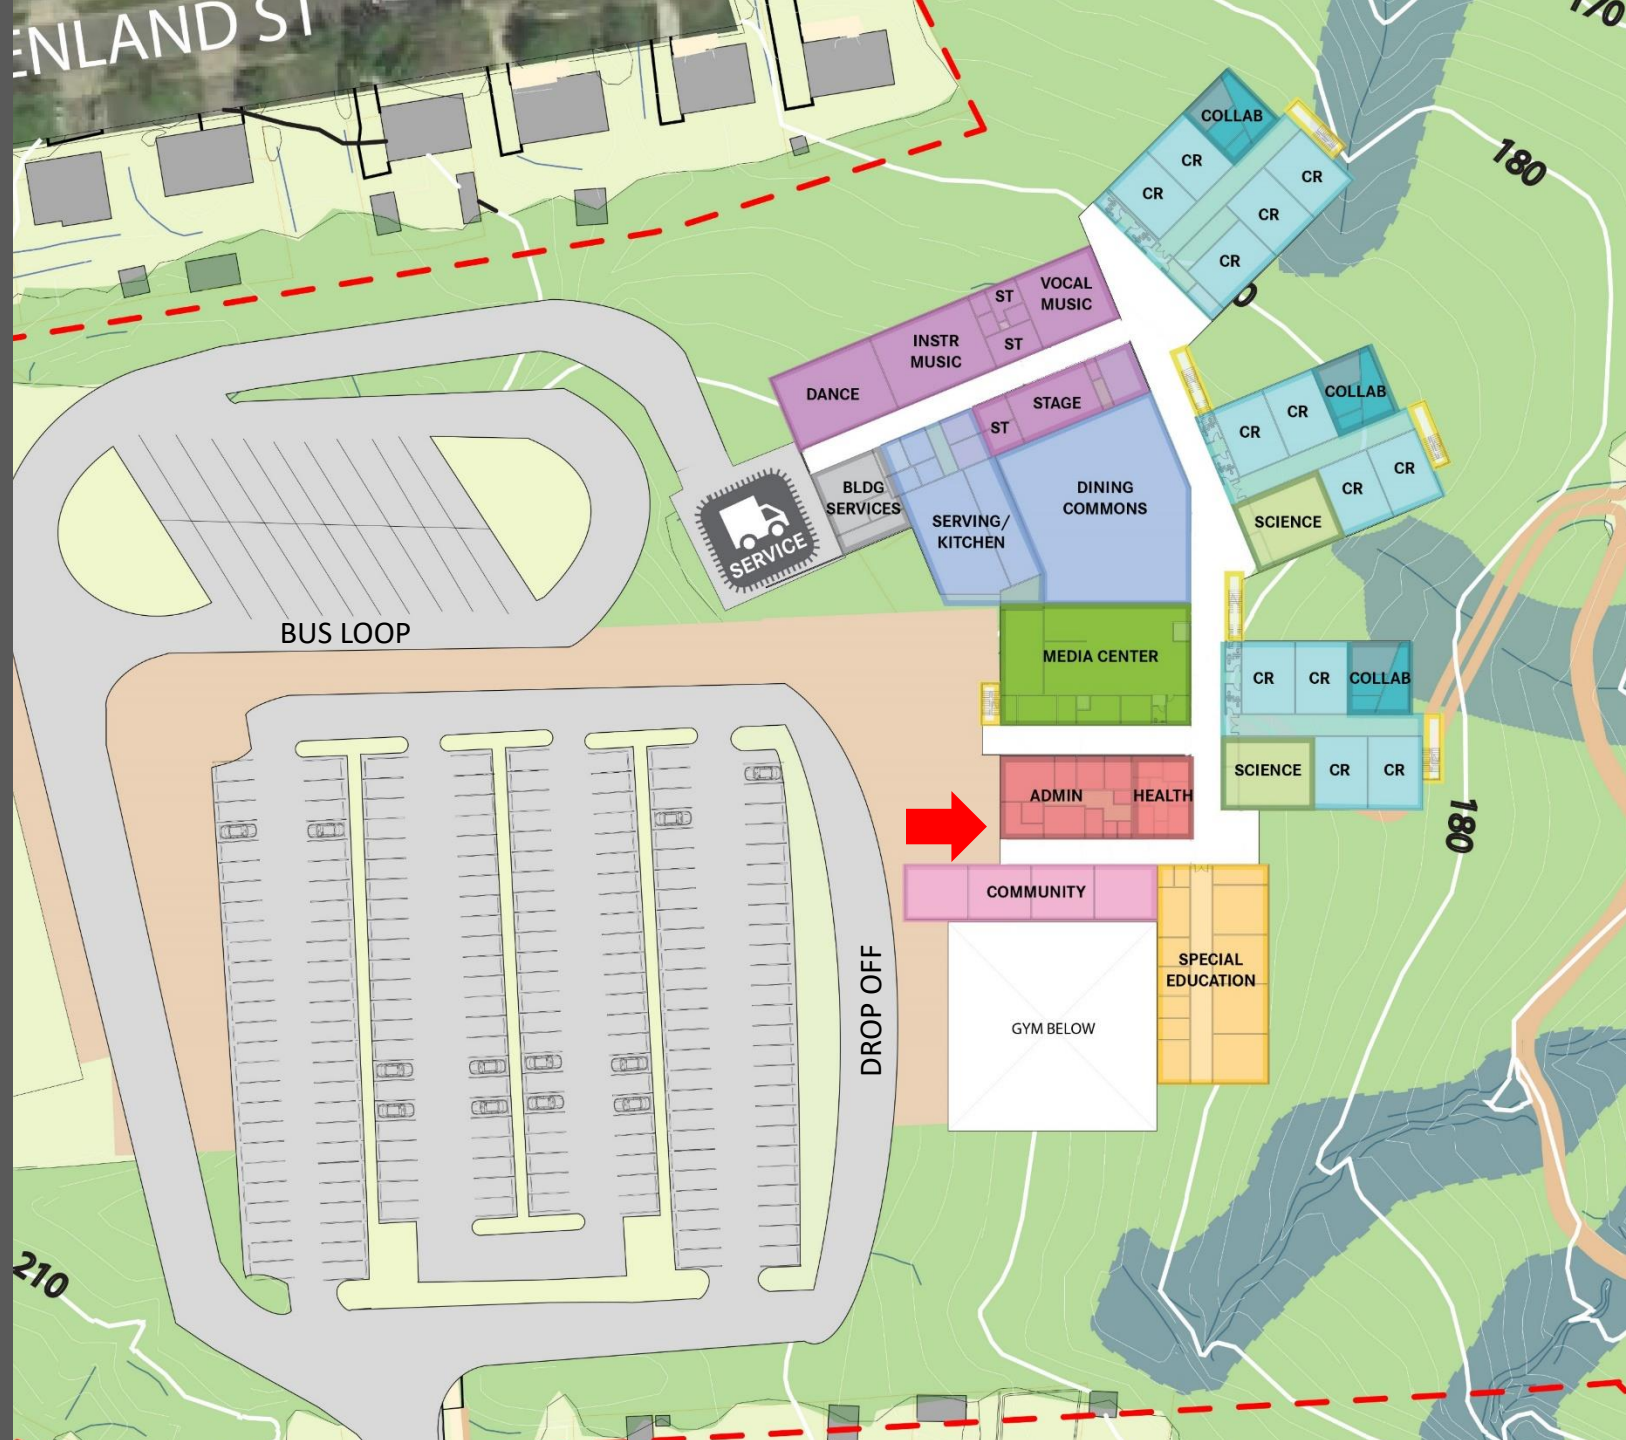 ENLAND ST
170
180
COLLAB
CR
CR
CR
CR
CR
VOCAL
MUSIC
ST
INSTR
MUSIC
ST
DANCE
STAGE
ST
COLLAB
CR
CR
CR
CR
SCIENCE
BLDG
SERVICES
DINING
COMMONS
SERVING/
KITCHEN
SERVICE
BUS LOOP
MEDIA CENTER
CR
CR
COLLAB
SCIENCE
CR
CR
ADMIN
HEALTH
180
COMMUNITY
SPECIAL
EDUCATION
GYM BELOW
DROP OFF
210